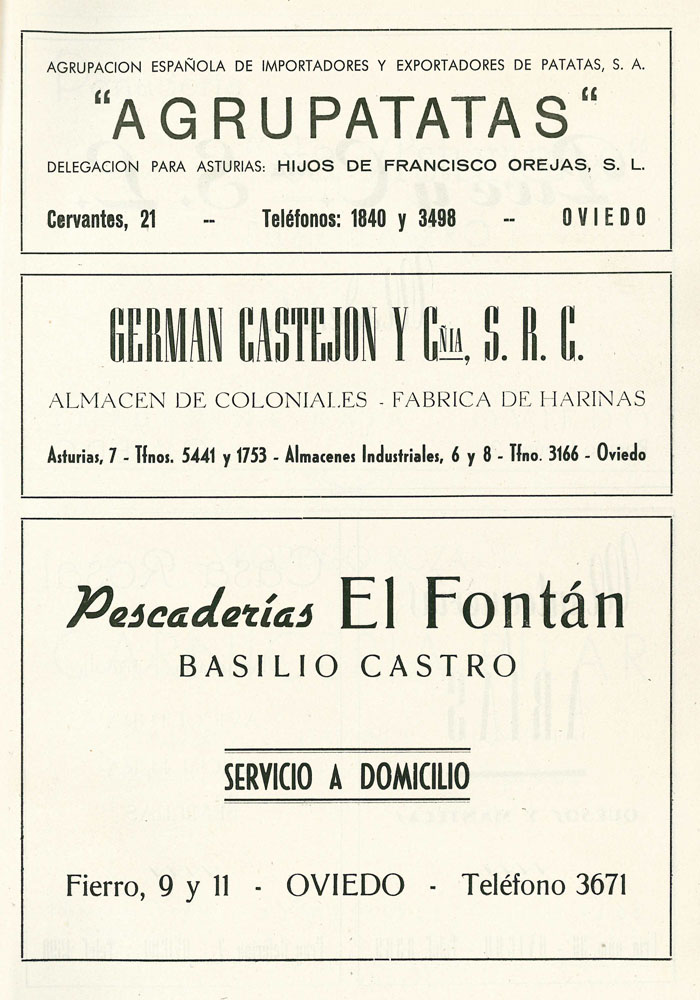 AGRUPACION ESPAÑOLA DE IMPORTADORES Y EXPORTADORES DE PATATAS, S. A.
“AGRUPATATAS“
DELEGACION PARA ASTURIAS: HIJOS DE FRANCISCO OREJAS, S. L.
Cervantes, 21 -- Teléfonos: 1840 y 3498 -- OVIEDO
GERMAN CASTEJON Y CÑIA, S. R. C.
ALMACEN DE COLONIALES - FABRICA DE HARINAS
Asturias, 7 - Tfnos. 5441 y 1753 - Almacenes Industriales, 6 y 8 - Tfno. 3166 - Oviedo
Pescaderías El Fontán
BASILIO CASTRO
SERVICIO A DOMICILIO
Fierro, 9 y 11 - OVIEDO - Teléfono 3671